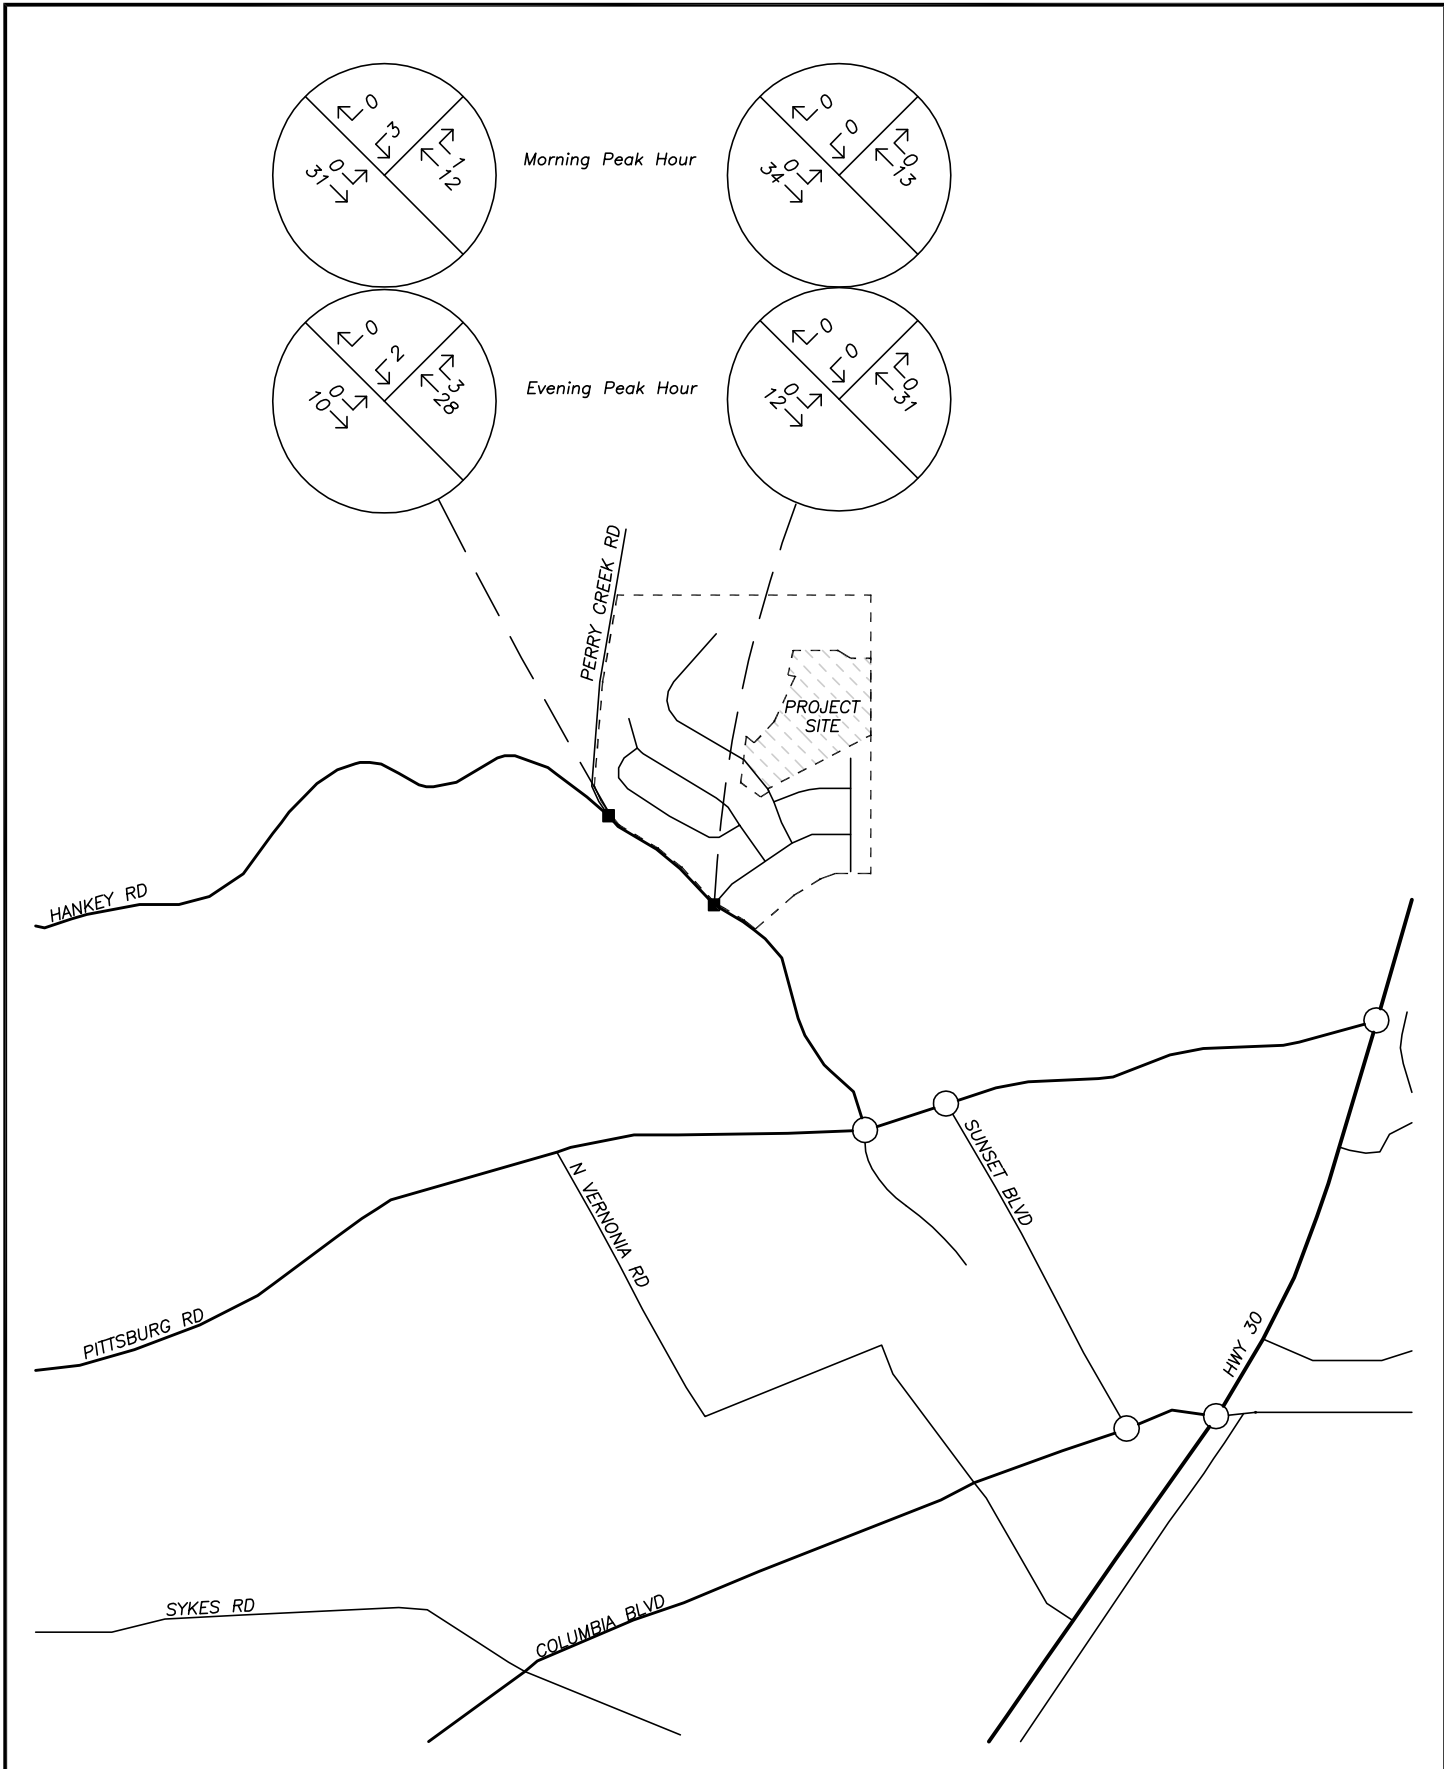 0
3
1
12
0
31
Morning Peak Hour
0
0
0
13
0
34
0
2
3
28
0
10
Evening Peak Hour
0
0
0
31
0
12
PERRY CREEK RD
PROJECT
SITE
HANKEY RD
SUNSET BLVD
N VERNONIA RD
PITTSBURG RD
HWY 30
SYKES RD
COLUMBIA BLVD